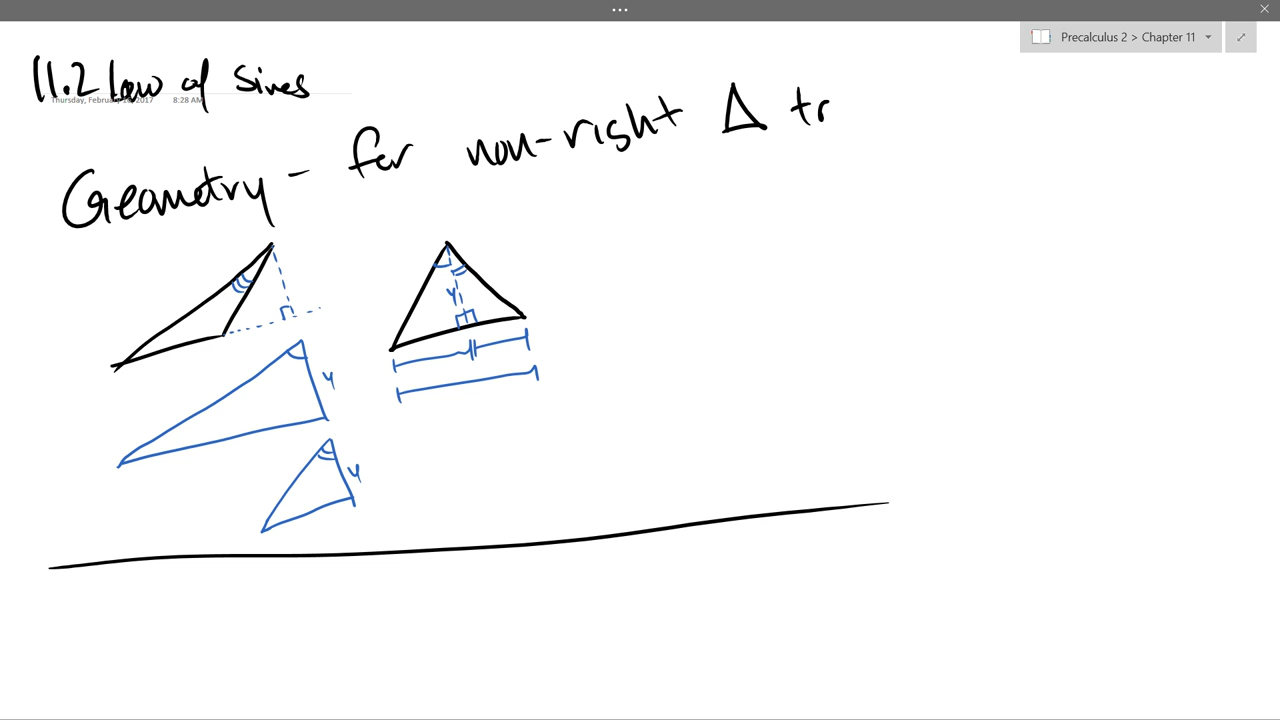 Precalculus 2 > Chapter 11
11.2 Law of Sines
Thursday, February 2017 8:28 AM
Geometry - for non-right Δ tr
y
y
y